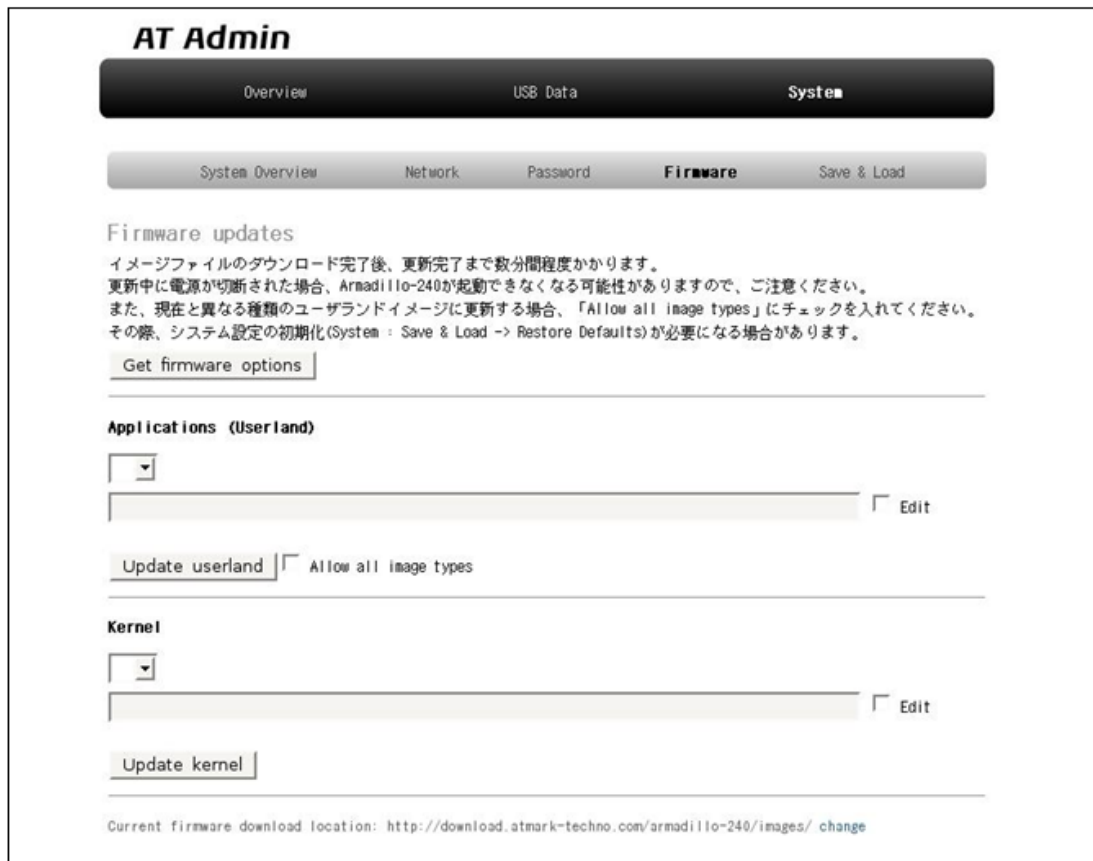 AT Admin
Overview USB Data System
System Overview Network Password Firmware Save & Load
Firmware updates
イメージファイルのダウンロード完了後、更新完了まで数分間程度かかります。
更新中に電源が切断された場合、Armadillo-240が起動できなくなる可能性がありますので、ご注意ください。
また、現在と異なる種類のユーザランドイメージに更新する場合、「Allow all image types」にチェックを入れてください。
その際、システム設定の初期化(System : Save & Load -> Restore Defaults)が必要になる場合があります。
Get firmware options
Applications (Userland)
Edit
Update userland Allow all image types
Kernel
Edit
Update kernel
Current firmware download location: http://download.atmark-techno.com/armadillo-240/images/ change